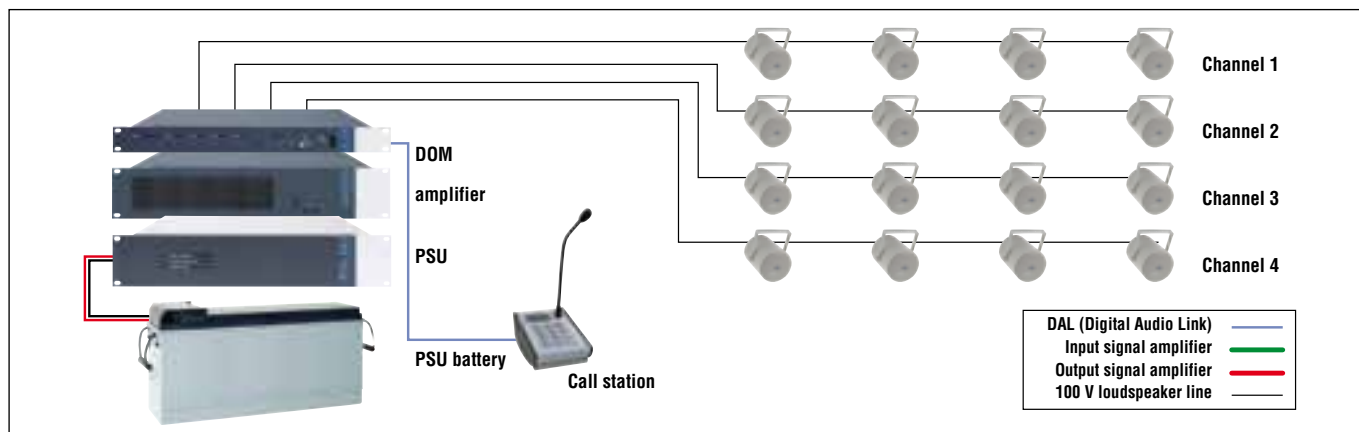 Channel 1
Channel 2
Channel 3
Channel 4
DOM
amplifier
PSU
PSU battery
Call station
DAL (Digital Audio Link)
Input signal amplifier
Output signal amplifier
100 V loudspeaker line